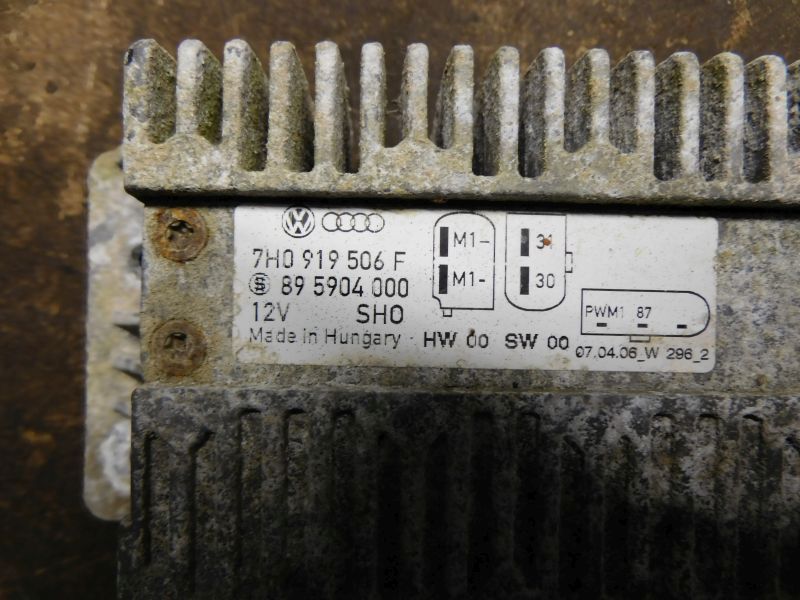 7H0 919 506 F
89 5904 000
12V SHO
Made in Hungary HW 00 SW 00
M1-
M1-
31
30
PWM1 87
07.04.06_W 296_2